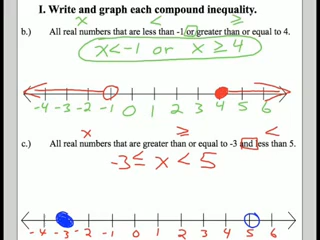 I. Write and graph each compound inequality.
x < ≥
b.) All real numbers that are less than -1 or greater than or equal to 4.
x < -1 or x ≥ 4
-4 -3 -2 -1 0 1 2 3 4 5 6
x ≥ <
c.) All real numbers that are greater than or equal to -3 and less than 5.
-3 ≤ x < 5
-4 -3 -2 -1 0 1 2 3 4 5 6